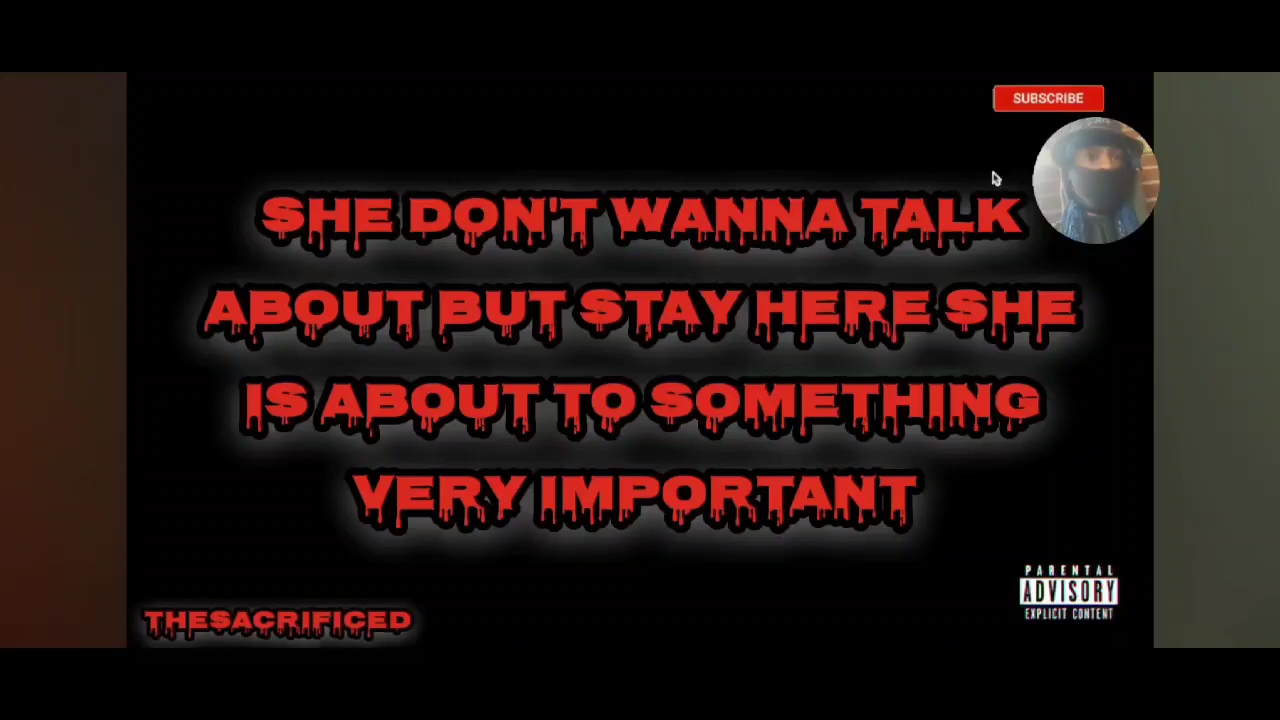 SUBSCRIBE
SHE DON'T WANNA TALK
ABOUT BUT STAY HERE SHE
IS ABOUT TO SOMETHING
VERY IMPORTANT
THESACRIFICED
PARENTAL
ADVISORY
EXPLICIT CONTENT